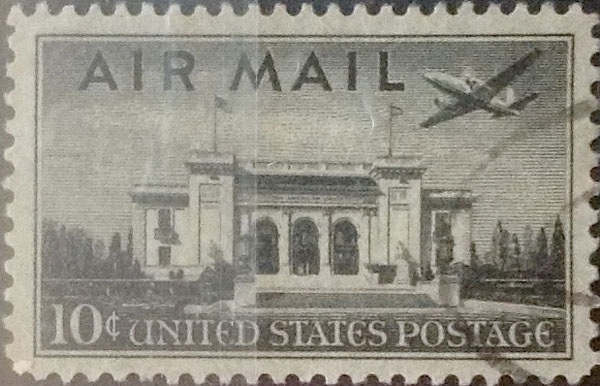 AIR MAIL
10¢ UNITED STATES POSTAGE